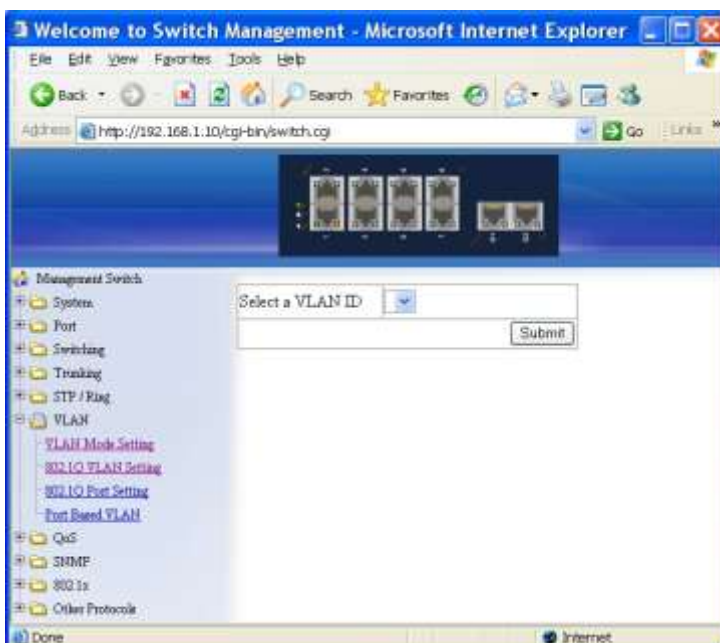 Welcome to Switch Management - Microsoft Internet Explorer
File Edit View Favorites Tools Help
Back Search Favorites
Address http://192.168.1.10/cgi-bin/switch.cgi Go Links »
Management Switch
System
Port
Switching
Trunking
STP / Ring
VLAN
VLAN Mode Setting
802.1Q VLAN Setting
802.1Q Port Setting
Port Based VLAN
QoS
SNMP
802.1x
Other Protocols
Select a VLAN ID
Submit
Done Internet